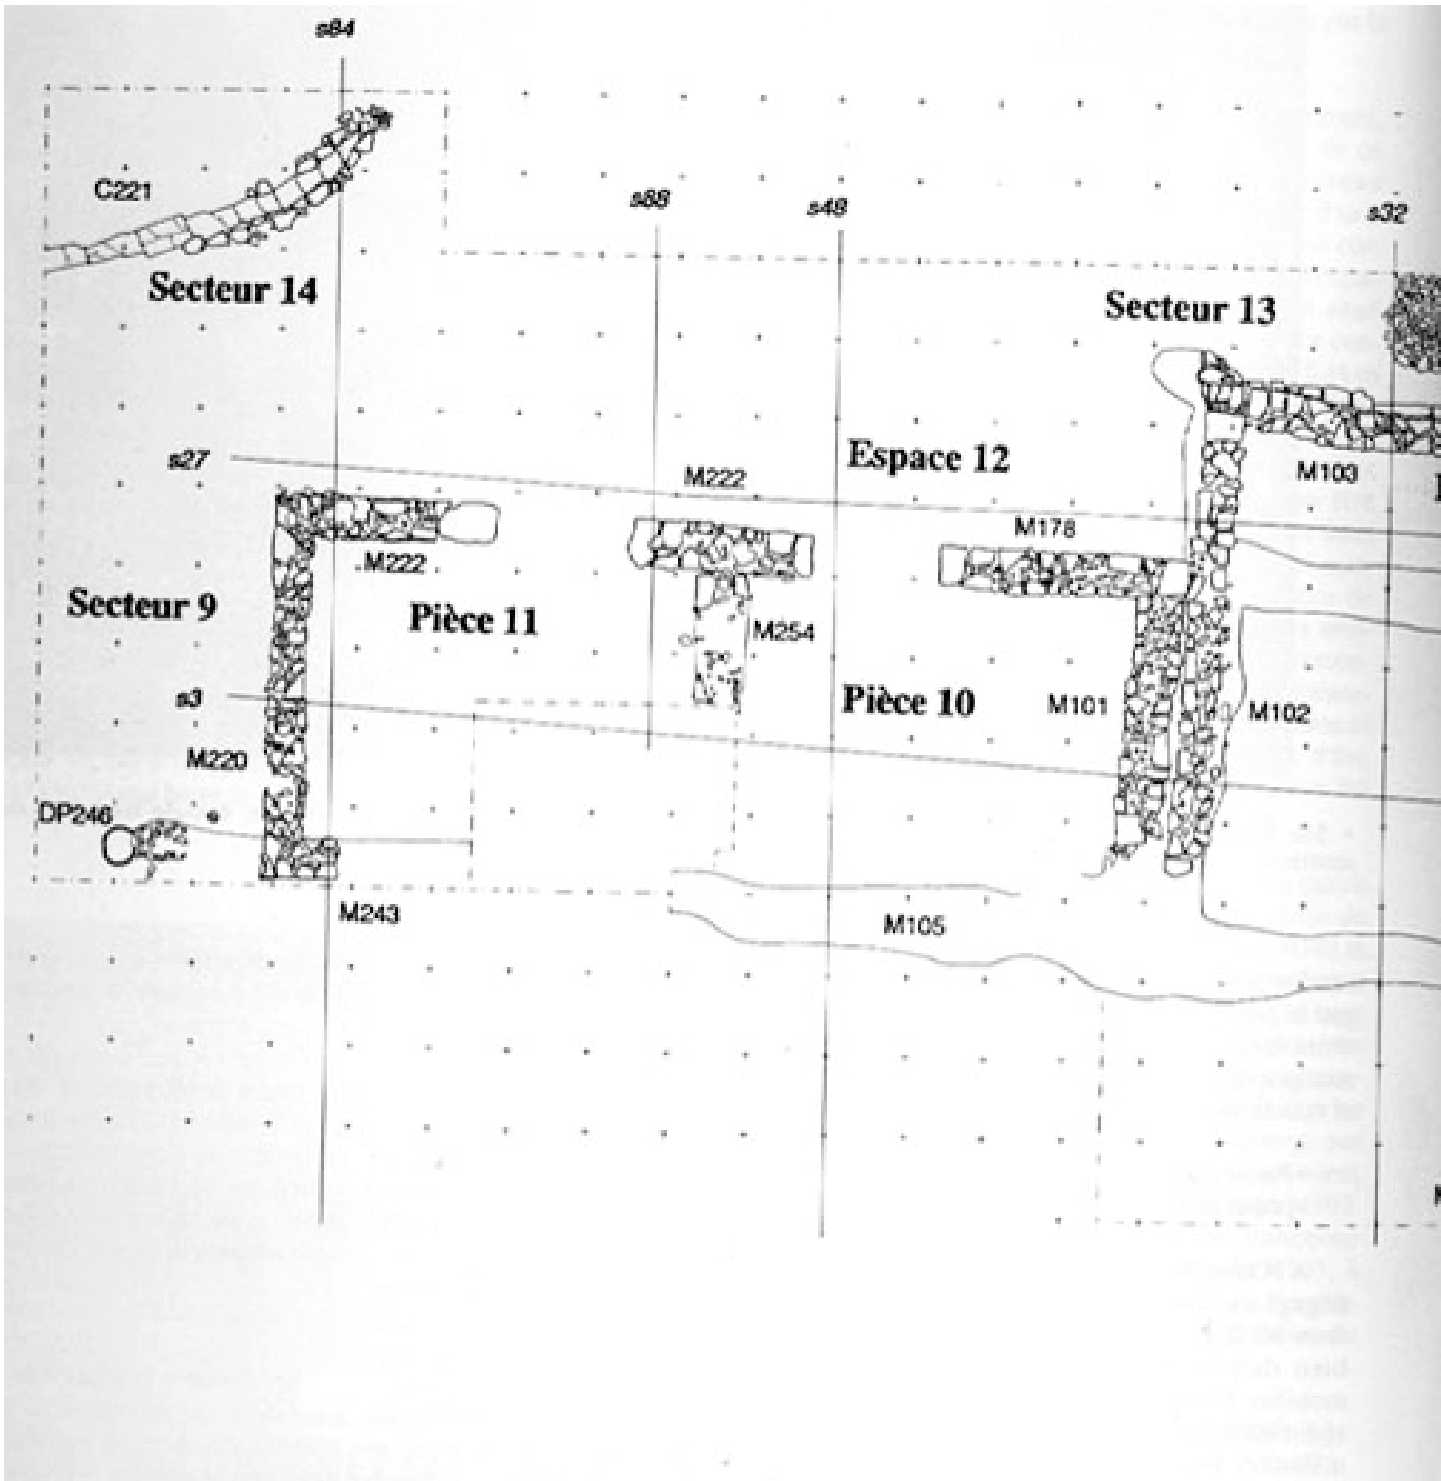 s84
C221
s88
s48
s32
Secteur 14
Secteur 13
s27
M222
Espace 12
M103
M178
M222
Secteur 9
Pièce 11
M254
s3
Pièce 10
M101
M102
M220
DP246
M243
M105